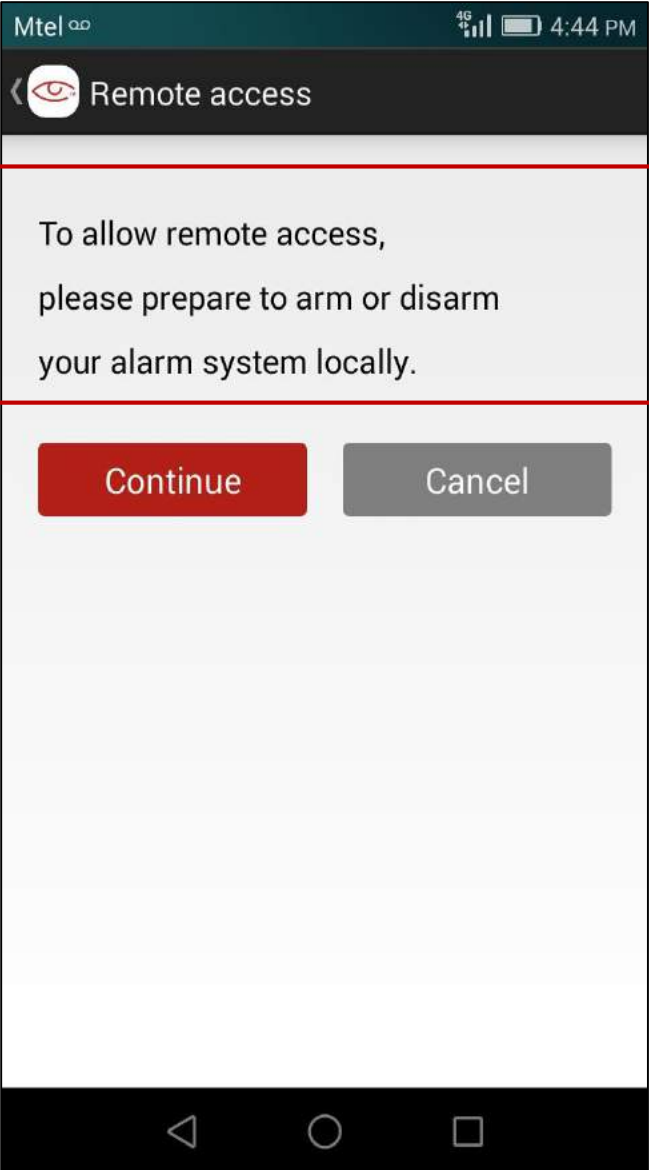 Mtel 4G 4:44 PM
Remote access
To allow remote access,
please prepare to arm or disarm
your alarm system locally.
Continue Cancel